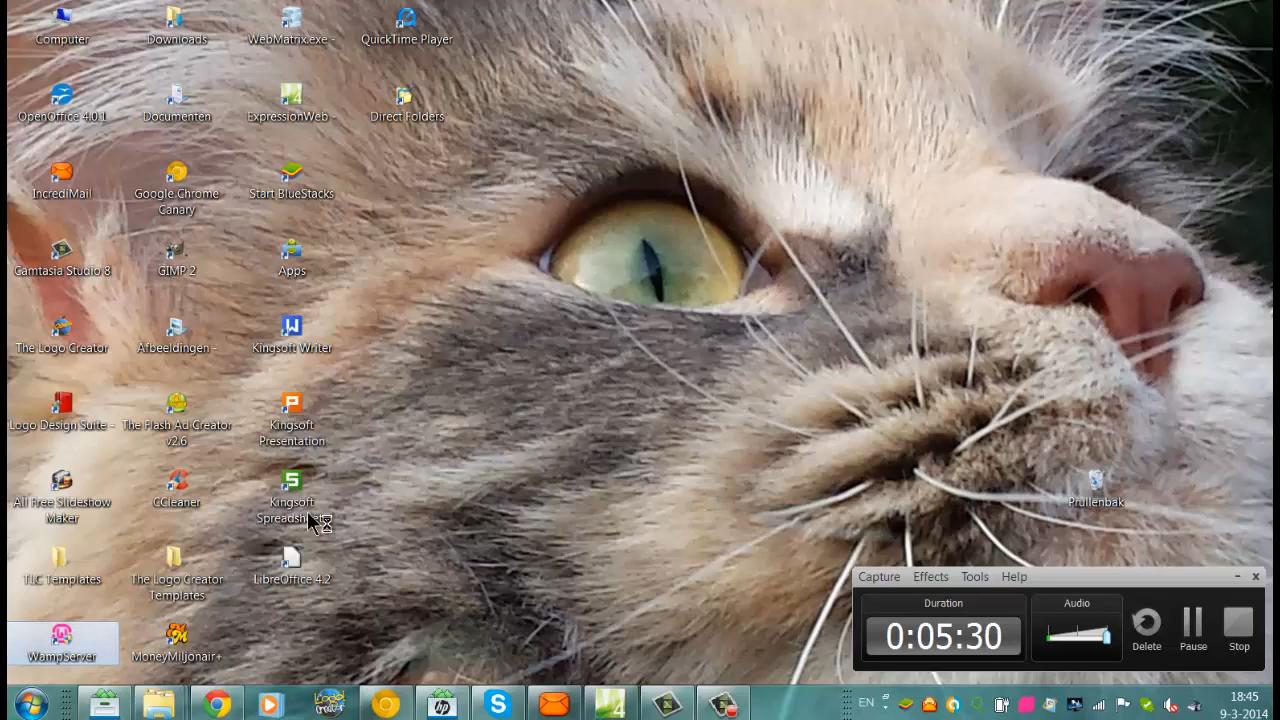 Computer
Downloads
WebMatrix.exe -
QuickTime Player
OpenOffice 4.0.1
Documenten
ExpressionWeb
Direct Folders
IncrediMail
Google Chrome
Canary
Start BlueStacks
Camtasia Studio 8
GIMP 2
Apps
The Logo Creator
Afbeeldingen -
Kingsoft Writer
Logo Design Suite -
The Flash Ad Creator
v2.6
Kingsoft
Presentation
All Free Slideshow
Maker
CCleaner
Kingsoft
Prullenbak
TLC Templates
The Logo Creator
Templates
LibreOffice 4.2
WampServer
MoneyMiljonair+
Capture Effects Tools Help
Duration
Audio
0:05:30
Delete
Pause
Stop
EN
18:45
9-3-2014